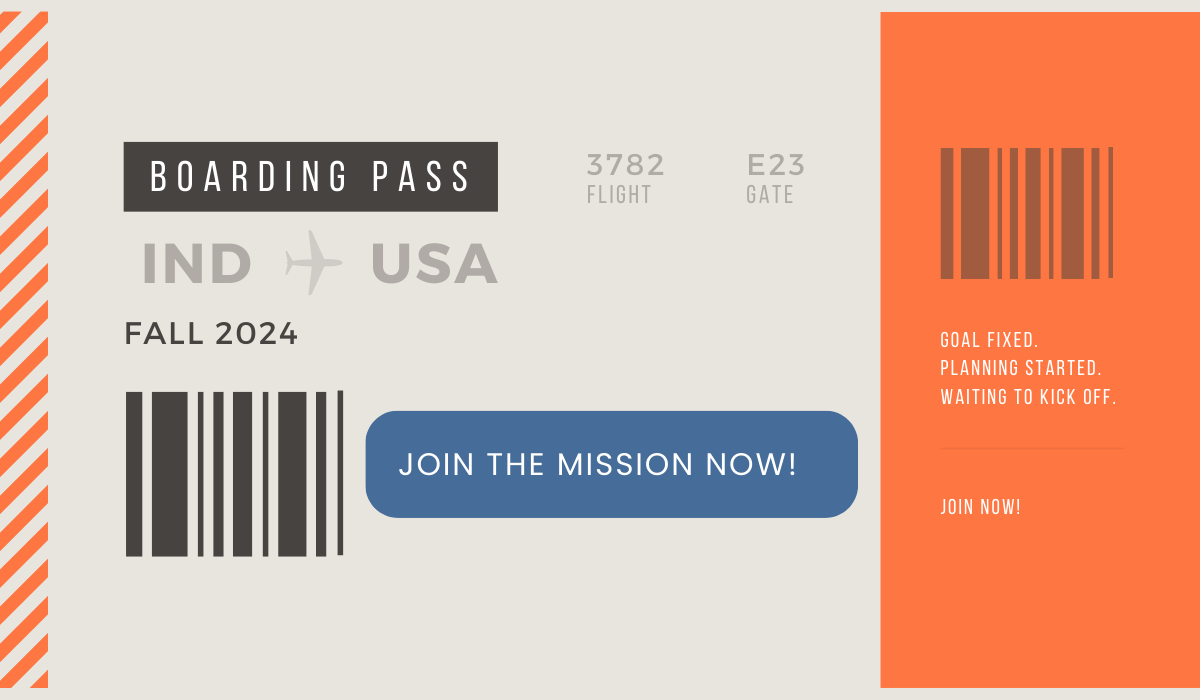 BOARDING PASS
3782
FLIGHT
E23
GATE
IND USA
FALL 2024
JOIN THE MISSION NOW!
GOAL FIXED.
PLANNING STARTED.
WAITING TO KICK OFF.
JOIN NOW!